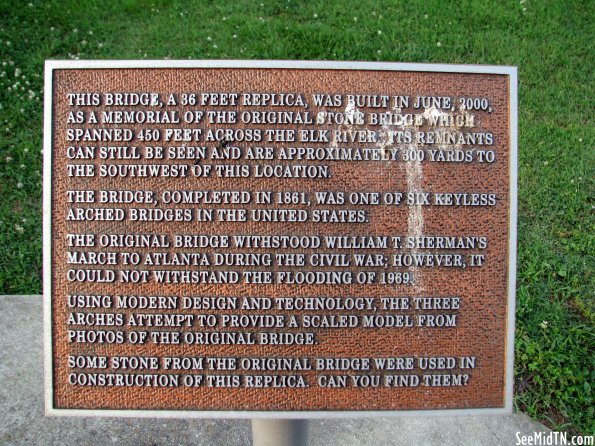 THIS BRIDGE, A 36 FEET REPLICA, WAS BUILT IN JUNE, 2000,
AS A MEMORIAL OF THE ORIGINAL STONE BRIDGE WHICH
SPANNED 450 FEET ACROSS THE ELK RIVER. ITS REMNANTS
CAN STILL BE SEEN AND ARE APPROXIMATELY 300 YARDS TO
THE SOUTHWEST OF THIS LOCATION.
THE BRIDGE, COMPLETED IN 1861, WAS ONE OF SIX KEYLESS
ARCHED BRIDGES IN THE UNITED STATES.
THE ORIGINAL BRIDGE WITHSTOOD WILLIAM T. SHERMAN'S
MARCH TO ATLANTA DURING THE CIVIL WAR; HOWEVER, IT
COULD NOT WITHSTAND THE FLOODING OF 1969.
USING MODERN DESIGN AND TECHNOLOGY, THE THREE
ARCHES ATTEMPT TO PROVIDE A SCALED MODEL FROM
PHOTOS OF THE ORIGINAL BRIDGE.
SOME STONE FROM THE ORIGINAL BRIDGE WERE USED IN
CONSTRUCTION OF THIS REPLICA. CAN YOU FIND THEM?
SeeMidTN.com